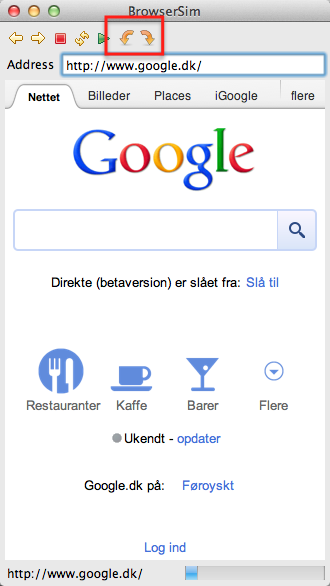 BrowserSim
Address http://www.google.dk/
Nettet Billeder Places iGoogle flere
Google
Direkte (betaversion) er slået fra: Slå til
Restauranter Kaffe Barer Flere
Ukendt - opdater
Google.dk på: Føroyskt
Log ind
http://www.google.dk/